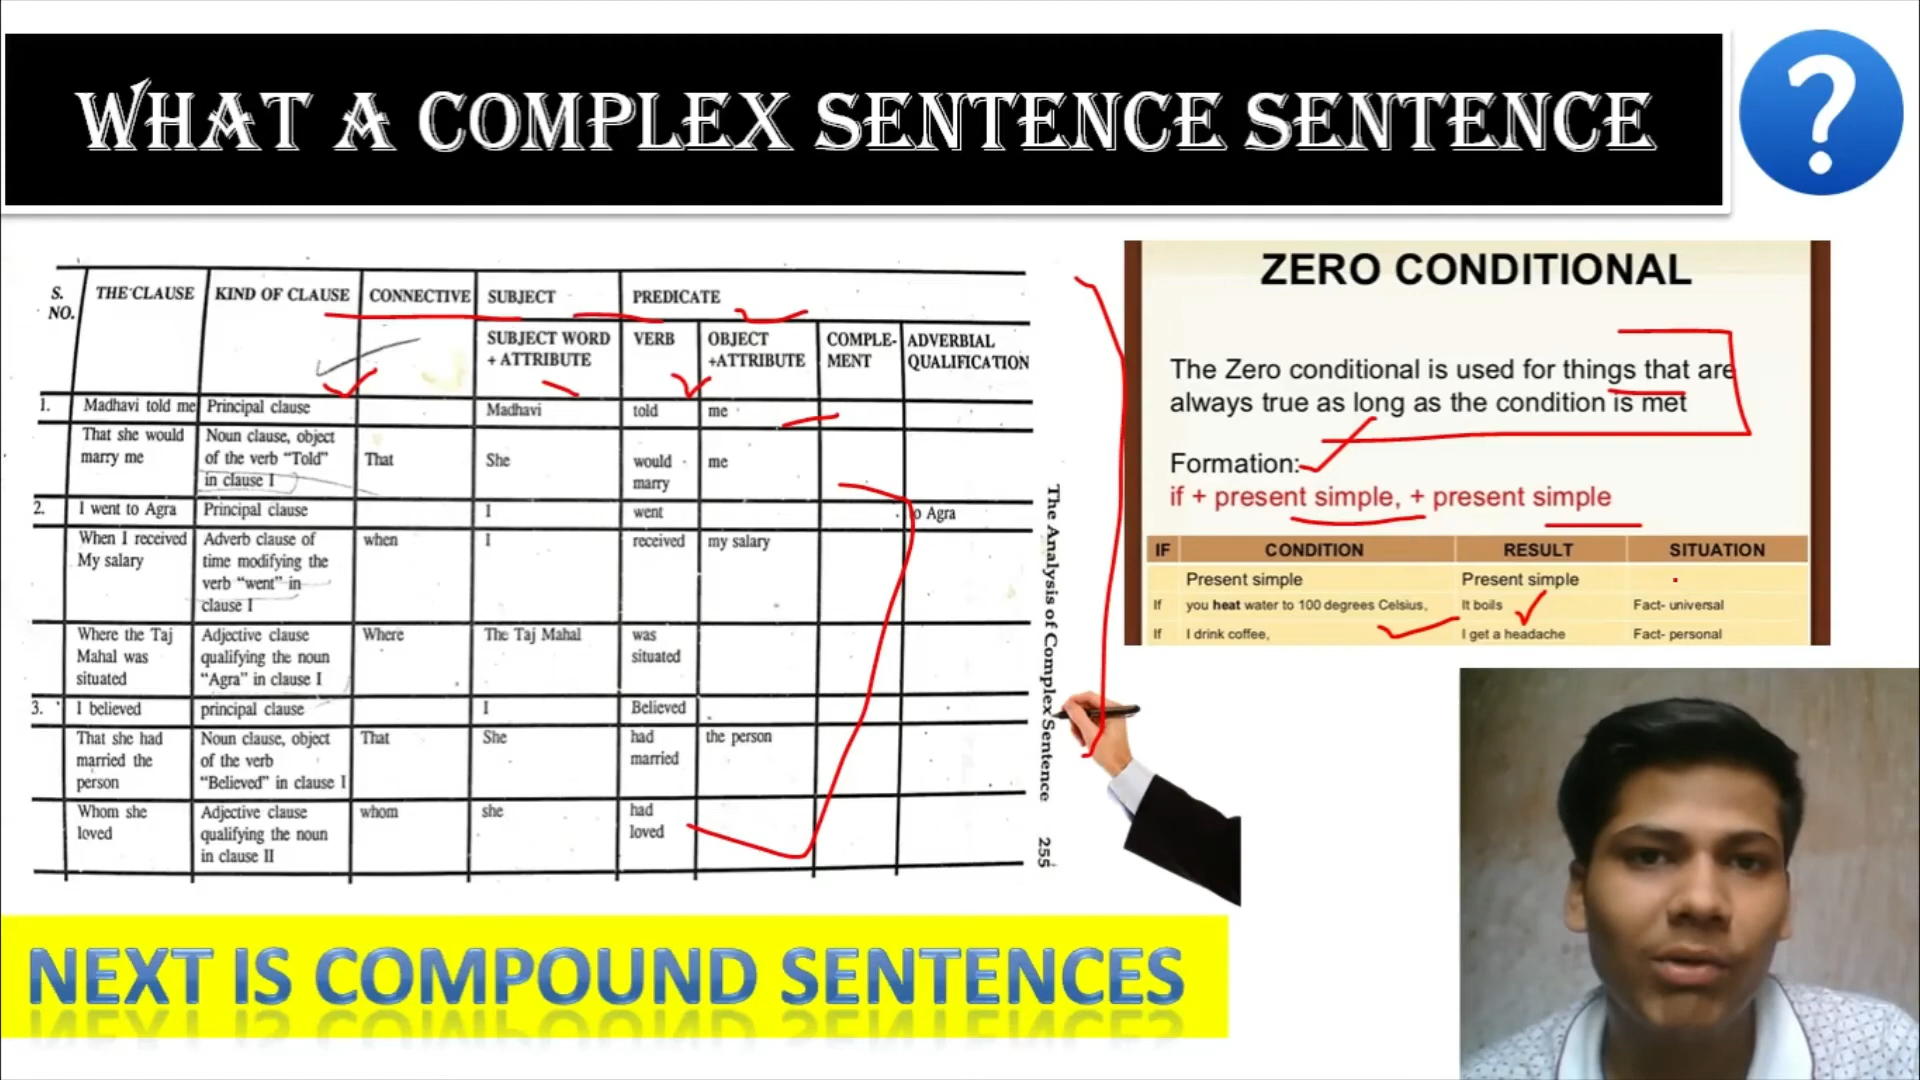 WHAT A COMPLEX SENTENCE SENTENCE
?
S. NO. THE CLAUSE KIND OF CLAUSE CONNECTIVE SUBJECT PREDICATE
SUBJECT WORD + ATTRIBUTE VERB OBJECT +ATTRIBUTE COMPLE-MENT ADVERBIAL QUALIFICATION
1. Madhavi told me Principal clause Madhavi told me
That she would marry me Noun clause, object of the verb “Told” in clause I That She would marry me
2. I went to Agra Principal clause I went to Agra
When I received My salary Adverb clause of time modifying the verb “went” in clause I when I received my salary
Where the Taj Mahal was situated Adjective clause qualifying the noun “Agra” in clause I Where The Taj Mahal was situated
3. I believed principal clause I Believed
That she had married the person Noun clause, object of the verb “Believed” in clause I That She had married the person
Whom she loved Adjective clause qualifying the noun in clause II whom she had loved
The Analysis of Complex Sentence 255
ZERO CONDITIONAL
The Zero conditional is used for things that are
always true as long as the condition is met
Formation:
if + present simple, + present simple
IF CONDITION RESULT SITUATION
Present simple Present simple
If you heat water to 100 degrees Celsius, It boils Fact- universal
If I drink coffee, I get a headache Fact- personal
NEXT IS COMPOUND SENTENCES